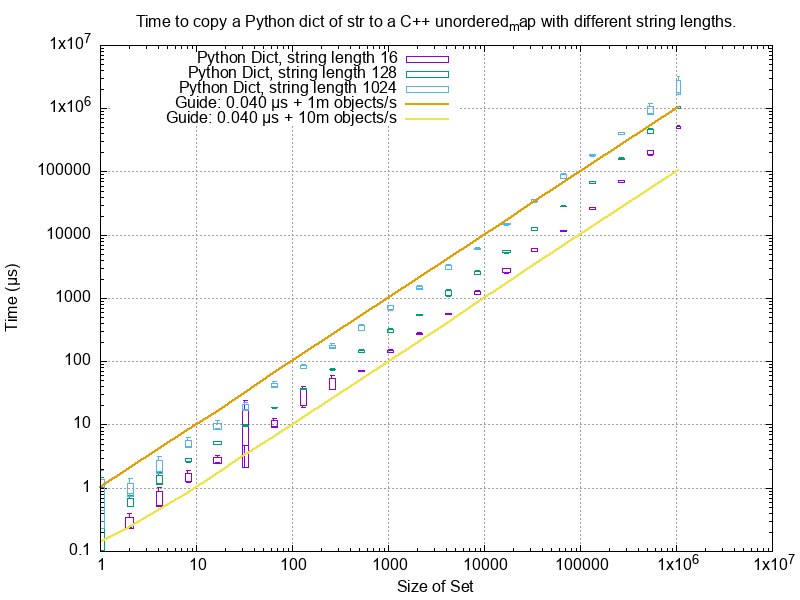 Time to copy a Python dict of str to a C++ unordered_map with different string lengths.
1x10^7
Python Dict, string length 16
Python Dict, string length 128
1x10^6
Python Dict, string length 1024
Guide: 0.040 µs + 1m objects/s
Guide: 0.040 µs + 10m objects/s
100000
10000
Time (µs)
1000
100
10
1
0.1
1 10 100 1000 10000 100000 1x10^6 1x10^7
Size of Set